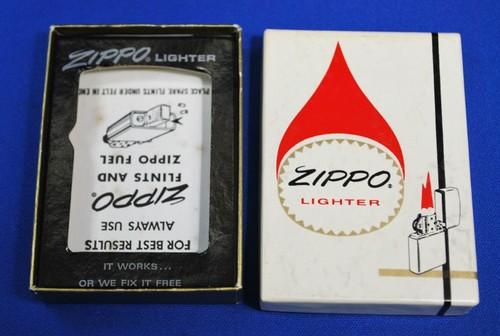 ZIPPO® LIGHTER
PLACE SPARE FLINTS UNDER FELT IN
ZIPPO FUEL
FLINTS AND
ZIPPO®
ALWAYS USE
FOR BEST RESULTS
IT WORKS...
OR WE FIX IT FREE
ZIPPO®
LIGHTER